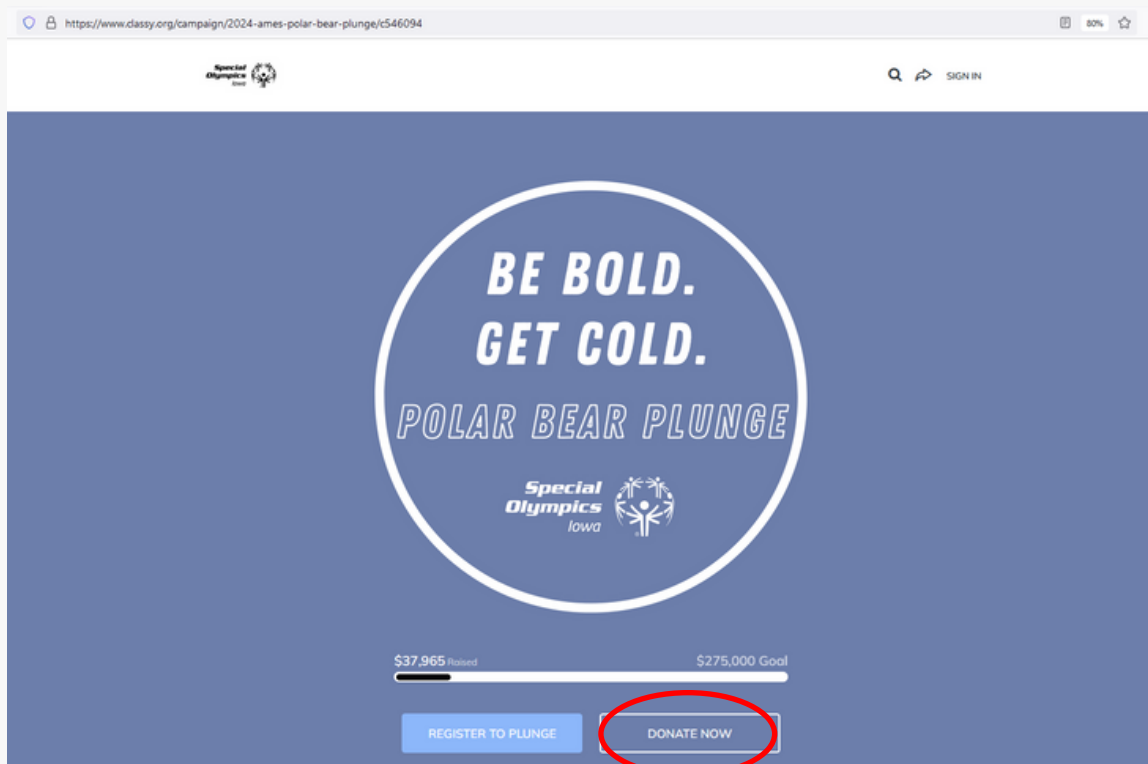 https://www.classy.org/campaign/2024-ames-polar-bear-plunge/c546094
80%
Special
Olympics
Iowa
SIGN IN
BE BOLD.
GET COLD.
POLAR BEAR PLUNGE
Special
Olympics
Iowa
$37,965 Raised
$275,000 Goal
REGISTER TO PLUNGE
DONATE NOW